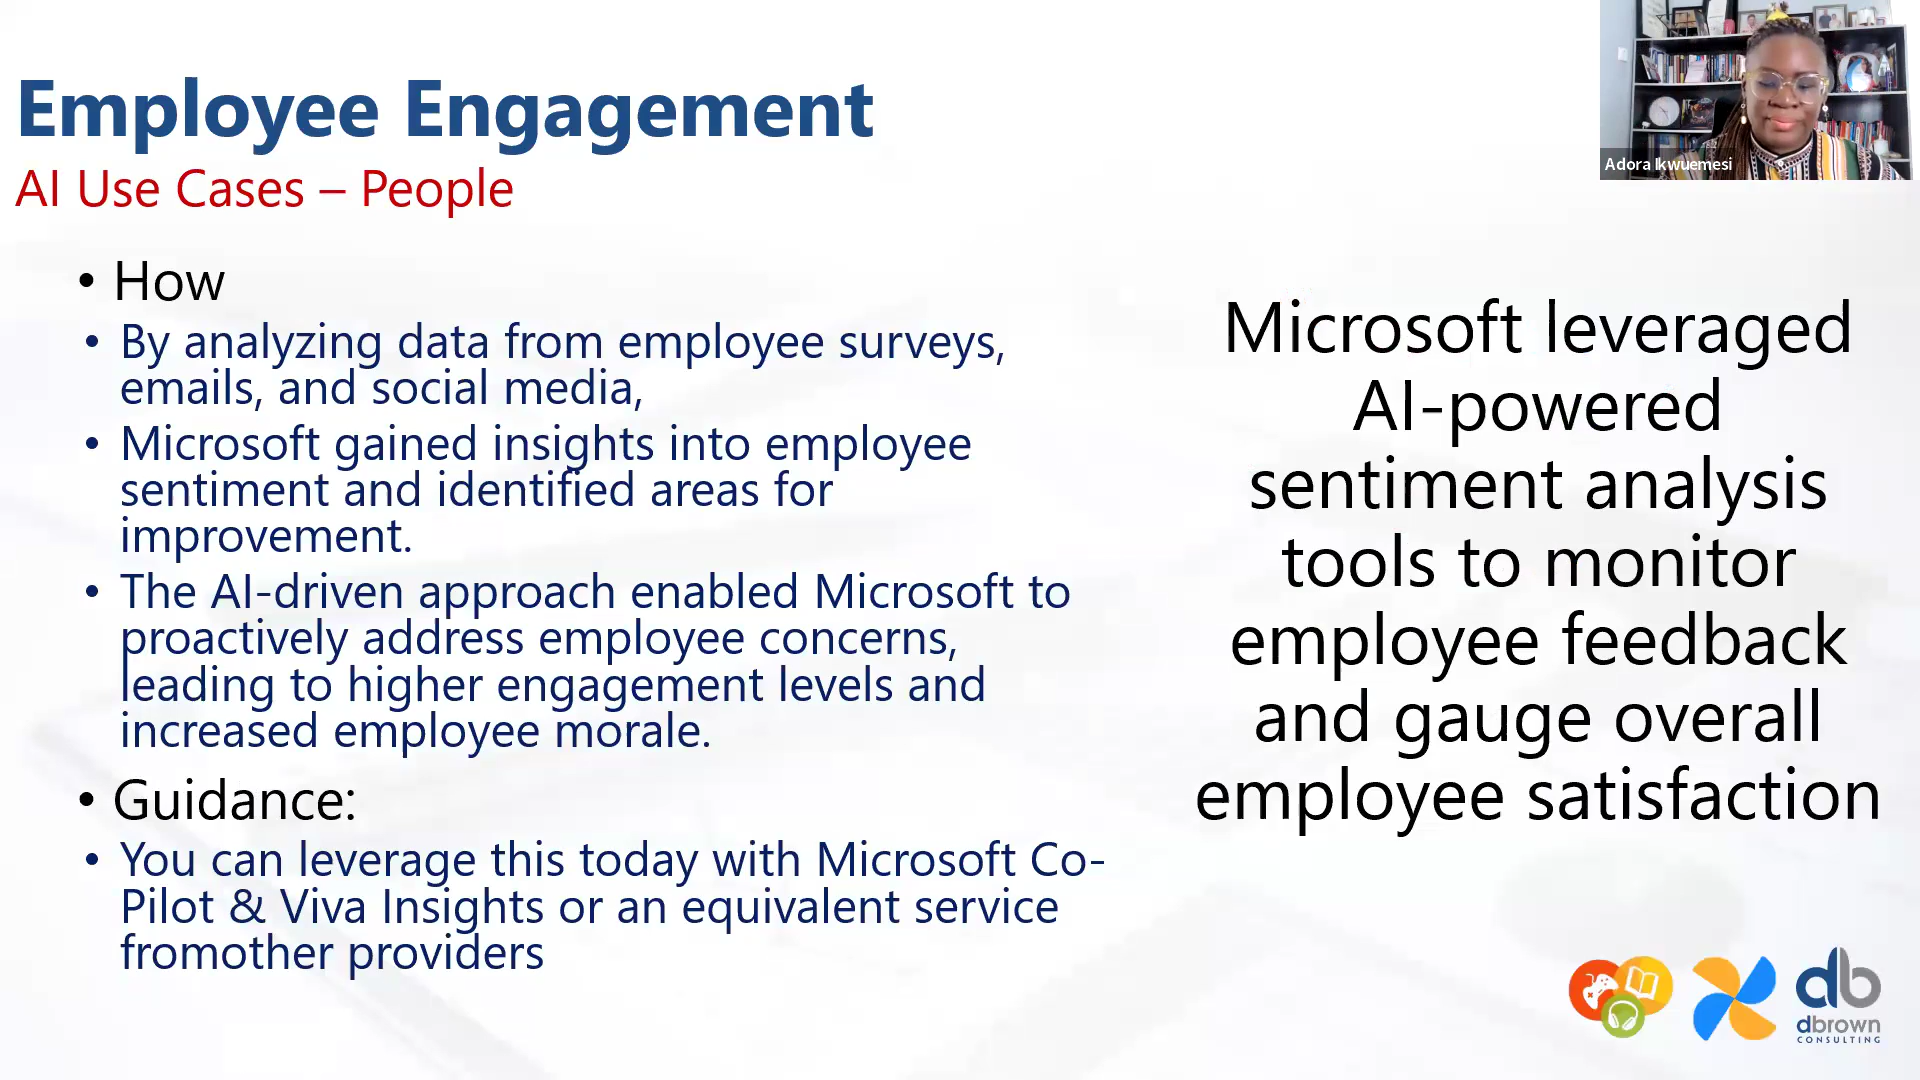 Employee Engagement
AI Use Cases – People
Adora Ikwuemesi
• How
• By analyzing data from employee surveys,
emails, and social media,
• Microsoft gained insights into employee
sentiment and identified areas for
improvement.
• The AI-driven approach enabled Microsoft to
proactively address employee concerns,
leading to higher engagement levels and
increased employee morale.
• Guidance:
• You can leverage this today with Microsoft Co-
Pilot & Viva Insights or an equivalent service
fromother providers
Microsoft leveraged
AI-powered
sentiment analysis
tools to monitor
employee feedback
and gauge overall
employee satisfaction
db
dbrown
CONSULTING